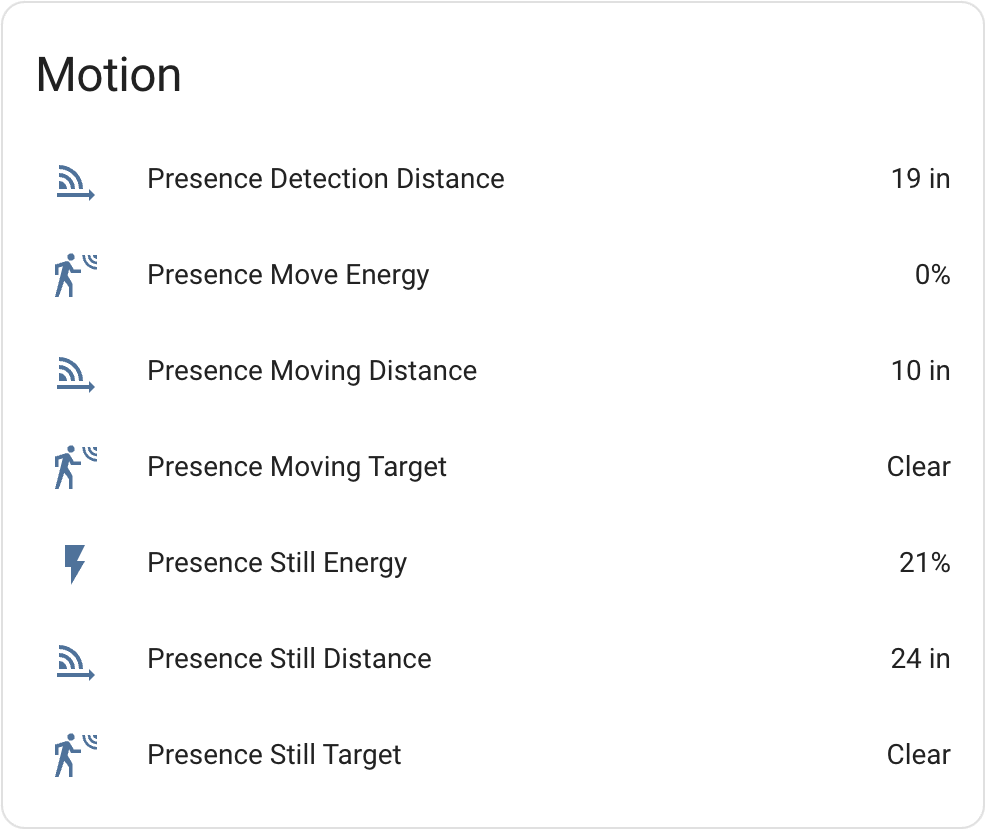 Motion
Presence Detection Distance 19 in
Presence Move Energy 0%
Presence Moving Distance 10 in
Presence Moving Target Clear
Presence Still Energy 21%
Presence Still Distance 24 in
Presence Still Target Clear